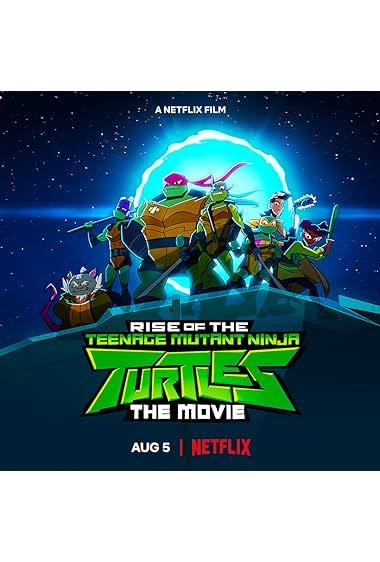 A NETFLIX FILM
RISE OF THE
TEENAGE MUTANT NINJA
TURTLES
THE MOVIE
AUG 5 | NETFLIX